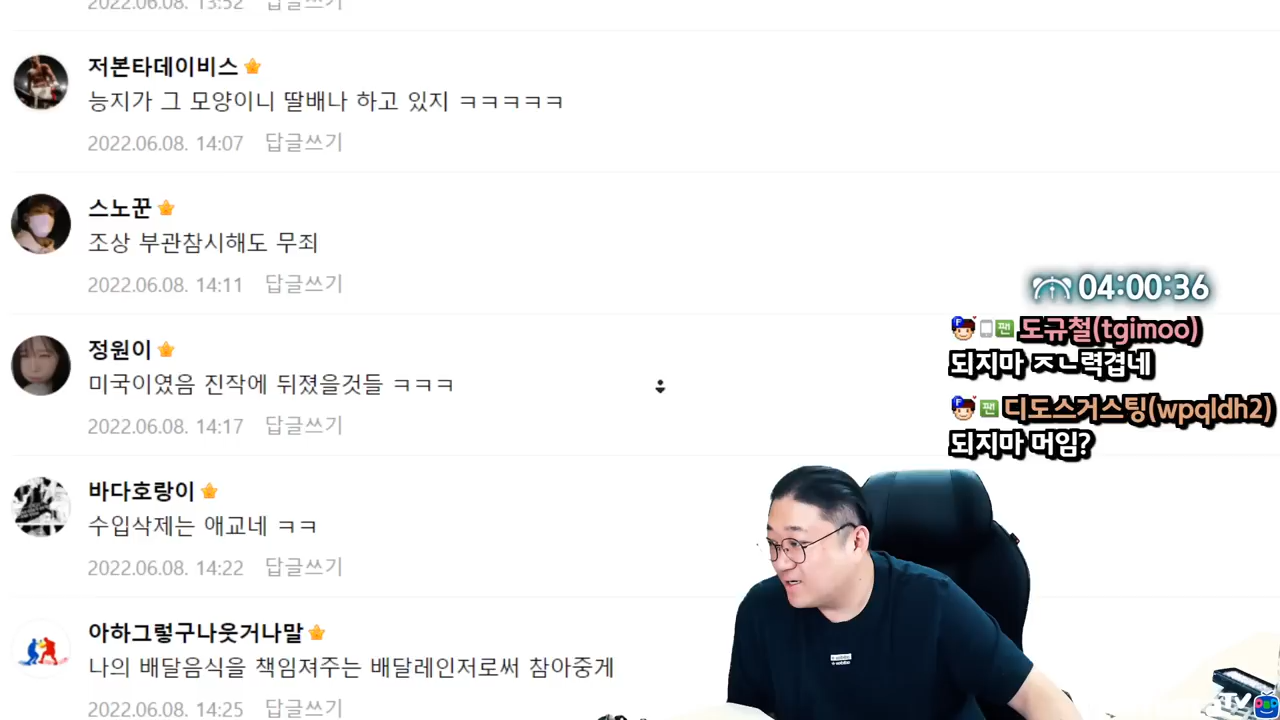 2022.06.08. 13:52 답글쓰기
저본타데이비스
능지가 그 모양이니 딸배나 하고 있지 ㅋㅋㅋㅋㅋ
2022.06.08. 14:07 답글쓰기
스노꾼
조상 부관참시해도 무죄
2022.06.08. 14:11 답글쓰기
정원이
미국이였음 진작에 뒤졌을것들 ㅋㅋㅋ
2022.06.08. 14:17 답글쓰기
바다호랑이
수입삭제는 애교네 ㅋㅋ
2022.06.08. 14:22 답글쓰기
아하그렇구나웃거나말
나의 배달음식을 책임져주는 배달레인저로써 참아중게
2022.06.08. 14:25 답글쓰기
04:00:36
도규철(tgimoo)
되지마 ㅈㄴ력겹네
디도스거스팅(wpqldh2)
되지마 머임?
TV